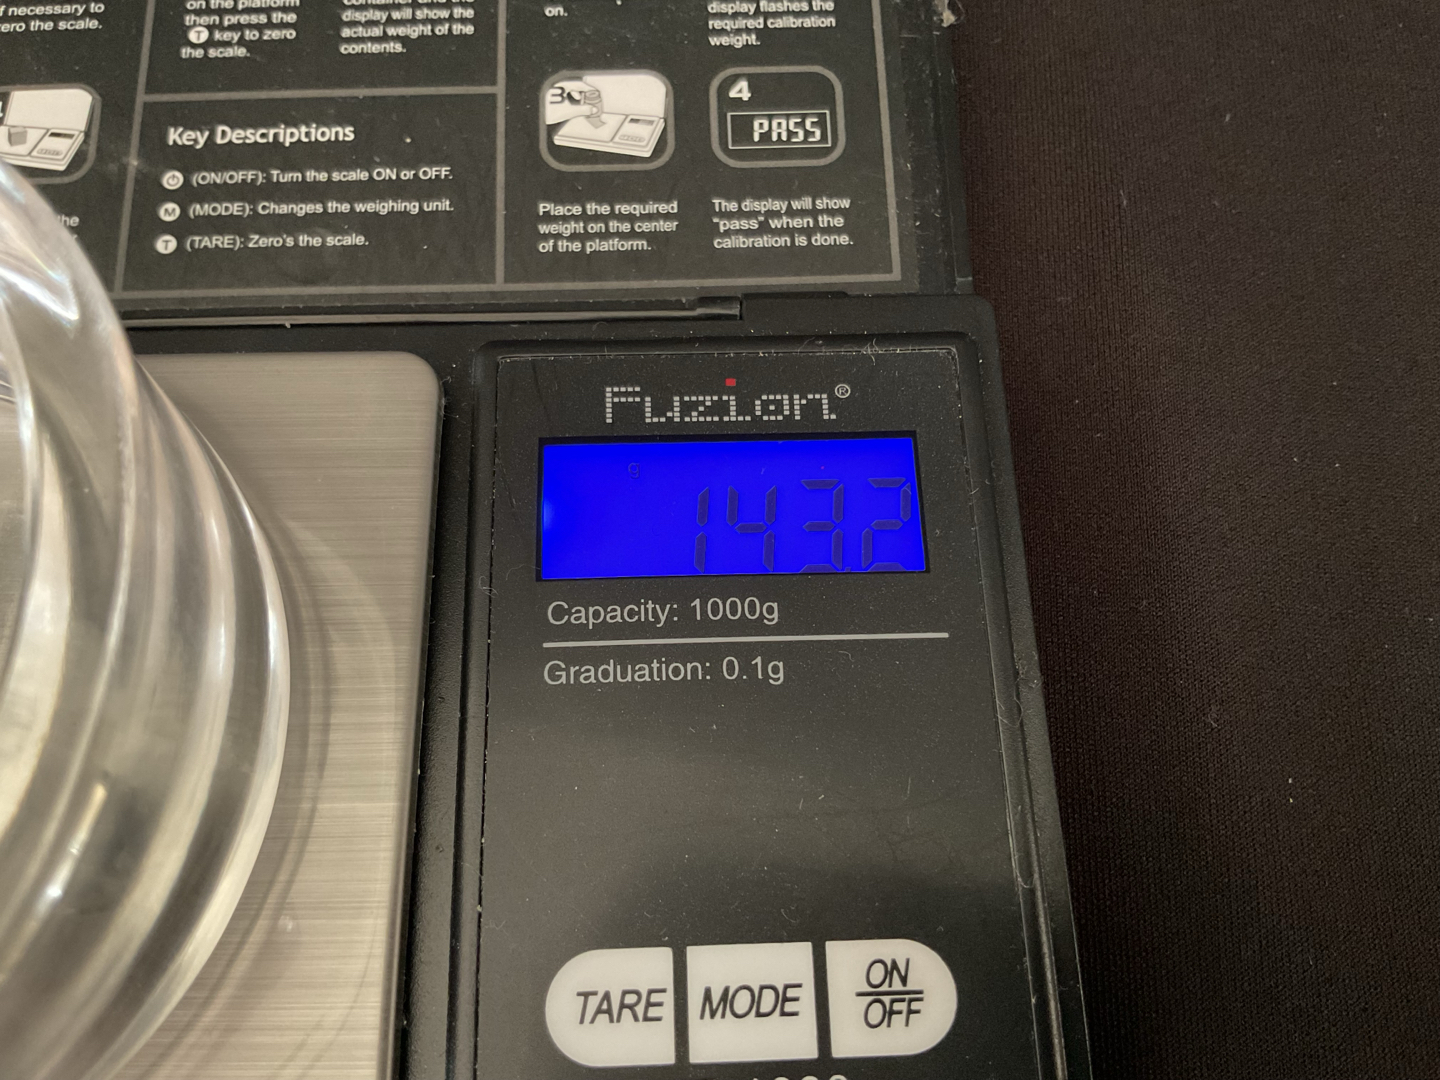 f necessary to
ero the scale.
on the platform
then press the
T key to zero
the scale.
display will show the
actual weight of the
contents.
on.
display flashes the
required calibration
weight.
Key Descriptions
(ON/OFF): Turn the scale ON or OFF.
M (MODE): Changes the weighing unit.
T (TARE): Zero's the scale.
the
3
Place the required
weight on the center
of the platform.
4
PASS
The display will show
"pass" when the
calibration is done.
Fuzion®
g
143.2
Capacity: 1000g
Graduation: 0.1g
TARE
MODE
ON
OFF